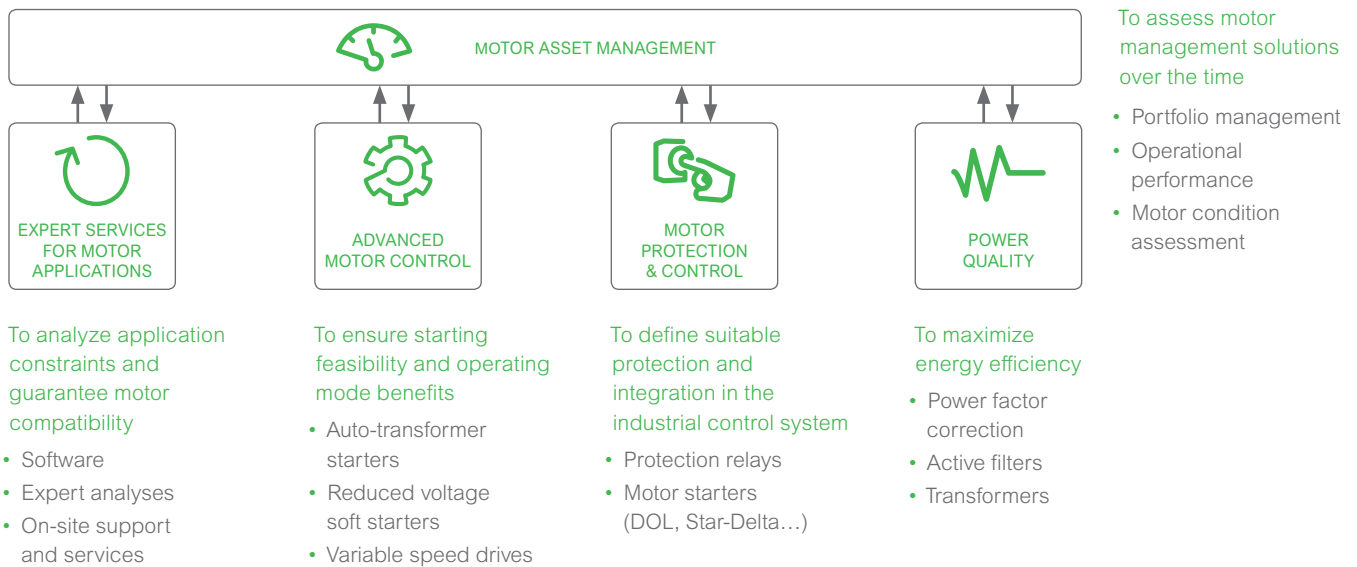 MOTOR ASSET MANAGEMENT
To assess motor
management solutions
over the time
• Portfolio management
• Operational
performance
• Motor condition
assessment
EXPERT SERVICES
FOR MOTOR
APPLICATIONS
To analyze application
constraints and
guarantee motor
compatibility
• Software
• Expert analyses
• On-site support
and services
ADVANCED
MOTOR CONTROL
To ensure starting
feasibility and operating
mode benefits
• Auto-transformer
starters
• Reduced voltage
soft starters
• Variable speed drives
MOTOR
PROTECTION
& CONTROL
To define suitable
protection and
integration in the
industrial control system
• Protection relays
• Motor starters
(DOL, Star-Delta…)
POWER
QUALITY
To maximize
energy efficiency
• Power factor
correction
• Active filters
• Transformers